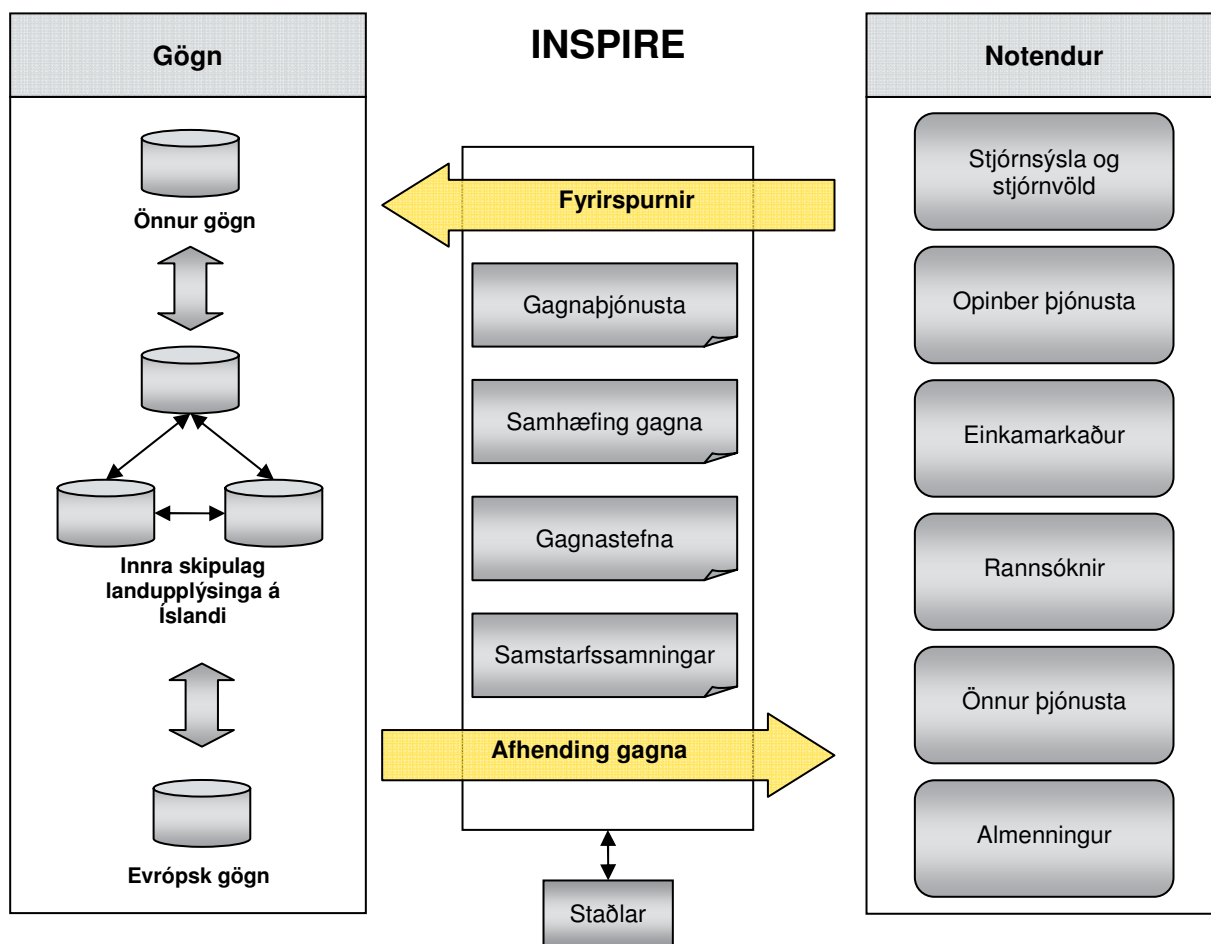 Gögn
Önnur gögn
Innra skipulag
landupplýsinga á
Íslandi
Evrópsk gögn
INSPIRE
Fyrirspurnir
Gagnaþjónusta
Samhæfing gagna
Gagnastefna
Samstarfssamningar
Afhending gagna
Staðlar
Notendur
Stjórnsýsla og
stjórnvöld
Opinber þjónusta
Einkamarkaður
Rannsóknir
Önnur þjónusta
Almenningur